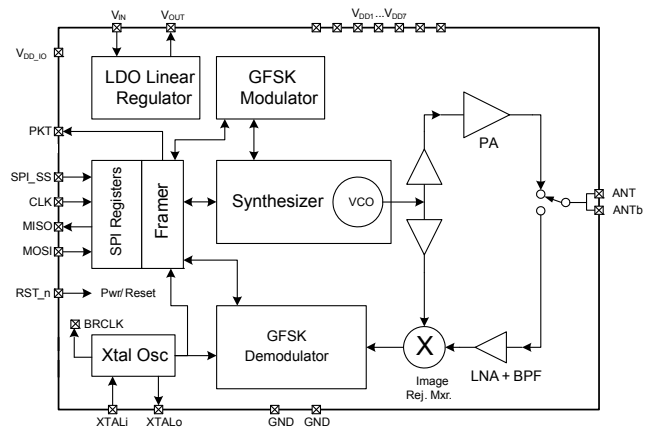 VIN VOUT VDD1...VDD7
VDD_IO
LDO Linear
Regulator
GFSK
Modulator
PKT
PA
SPI_SS
CLK
MISO
MOSI
SPI Registers
Framer
Synthesizer
VCO
ANT
ANTb
RST_n
Pwr/Reset
BRCLK
Xtal Osc
GFSK
Demodulator
X
Image
Rej. Mxr.
LNA + BPF
XTALi XTALo GND GND